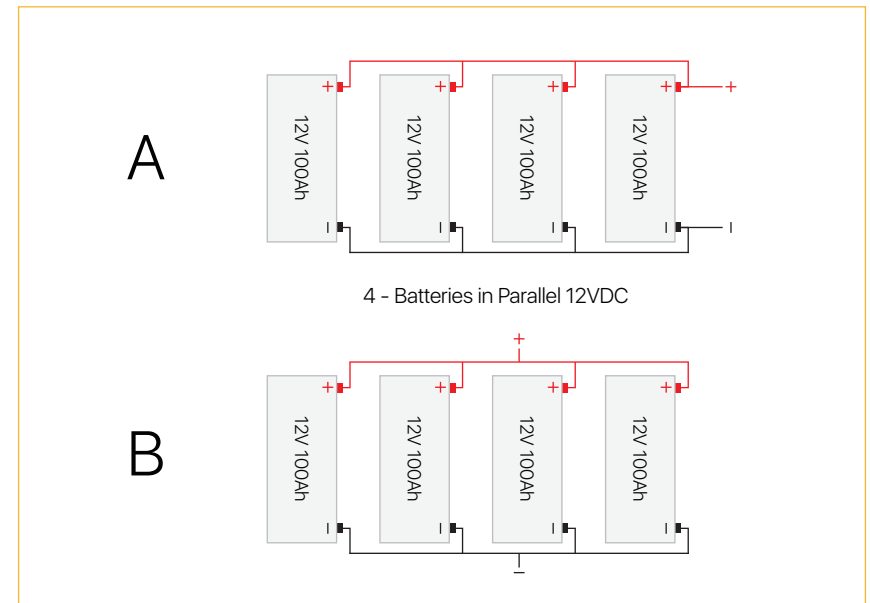 A
+ + + + +
12V 100Ah
12V 100Ah
12V 100Ah
12V 100Ah
− − − − −
4 - Batteries in Parallel 12VDC
+
B
+ + + +
12V 100Ah
12V 100Ah
12V 100Ah
12V 100Ah
− − − −
−